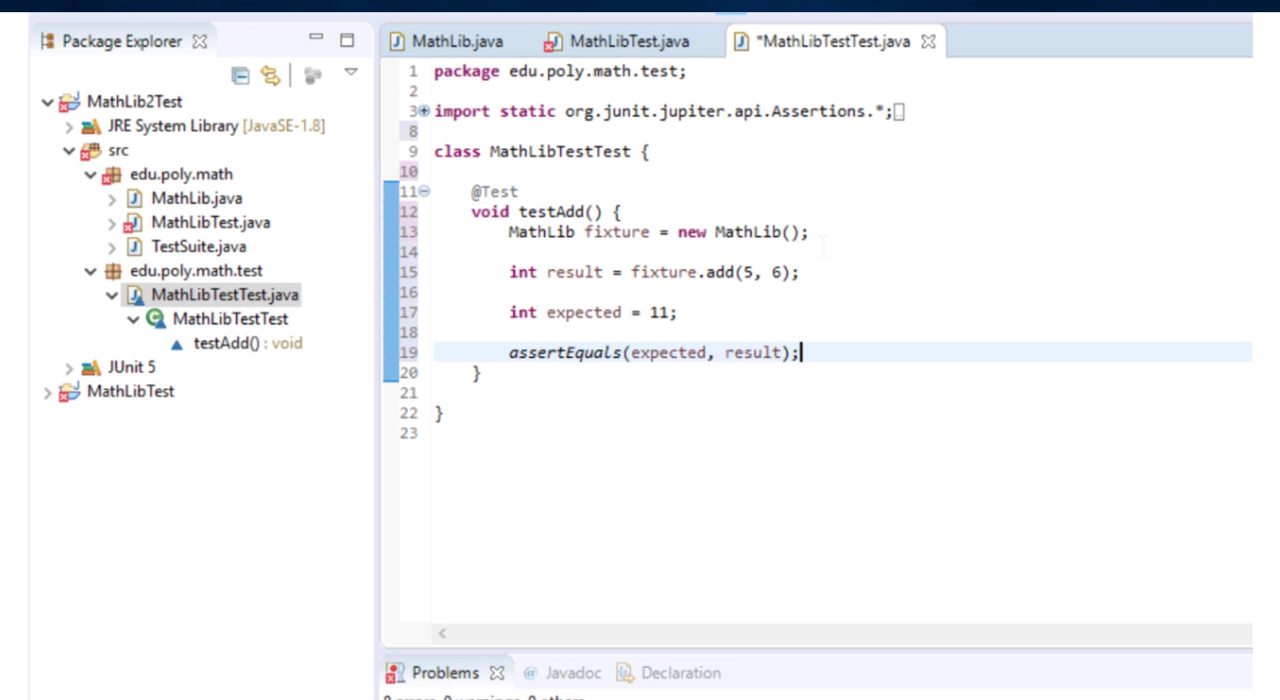 Package Explorer
MathLib2Test
JRE System Library [JavaSE-1.8]
src
edu.poly.math
MathLib.java
MathLibTest.java
TestSuite.java
edu.poly.math.test
MathLibTestTest.java
MathLibTestTest
testAdd() : void
JUnit 5
MathLibTest
MathLib.java MathLibTest.java *MathLibTestTest.java
1 package edu.poly.math.test;
2
3 import static org.junit.jupiter.api.Assertions.*;
8
9 class MathLibTestTest {
10
11 @Test
12 void testAdd() {
13 MathLib fixture = new MathLib();
14
15 int result = fixture.add(5, 6);
16
17 int expected = 11;
18
19 assertEquals(expected, result);
20 }
21
22 }
23
Problems @ Javadoc Declaration